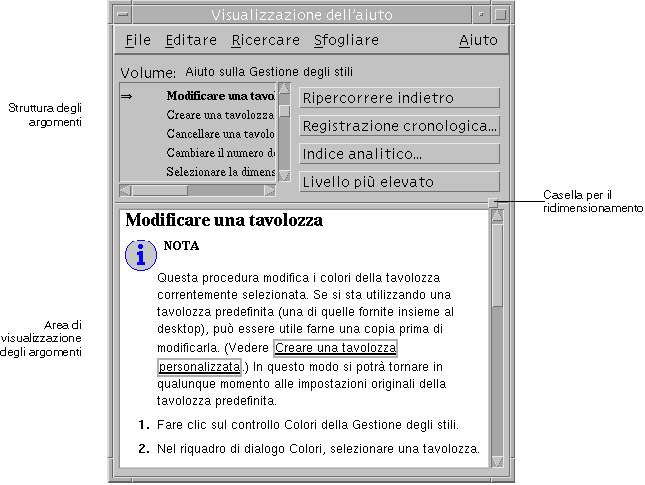 Visualizzazione dell'aiuto
File Editare Ricercare Sfogliare Aiuto
Volume: Aiuto sulla Gestione degli stili
Struttura degli
argomenti
⇒ Modificare una
Creare una tavolozza
Cancellare una
Cambiare il numero
Selezionare la
Ripercorrere indietro
Registrazione cronologica...
Indice analitico...
Livello più elevato
Casella per il
ridimensionamento
Modificare una tavolozza
NOTA
Questa procedura modifica i colori della tavolozza
correntemente selezionata. Se si sta utilizzando una
tavolozza predefinita (una di quelle fornite insieme al
desktop), può essere utile farne una copia prima di
modificarla. (Vedere Creare una tavolozza
personalizzata.) In questo modo si potrà tornare in
qualunque momento alle impostazioni originali della
tavolozza predefinita.
Area di
visualizzazione
degli argomenti
1. Fare clic sul controllo Colori della Gestione degli stili.
2. Nel riquadro di dialogo Colori, selezionare una tavolozza.